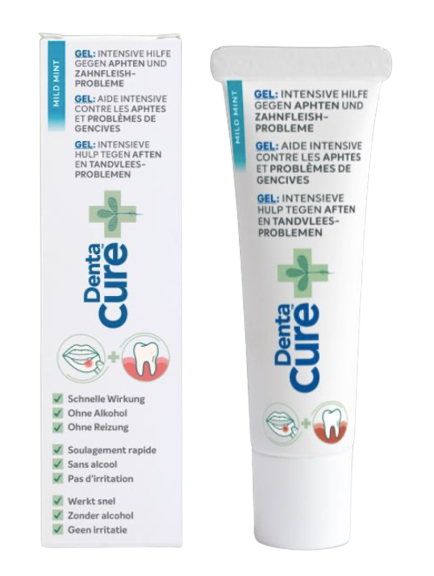 MILD MINT
GEL: INTENSIVE HILFE
GEGEN APHTEN UND
ZAHNFLEISH-
PROBLEME
GEL: AIDE INTENSIVE
CONTRE LES APHTES
ET PROBLÈMES DE
GENCIVES
GEL: INTENSIEVE
HULP TEGEN AFTEN
EN TANDVLEES-
PROBLEMEN
Denta
Cure
Schnelle Wirkung
Ohne Alkohol
Ohne Reizung
Soulagement rapide
Sans alcool
Pas d'irritation
Werkt snel
Zonder alcohol
Geen irritatie
MILD MINT
GEL: INTENSIVE HILFE
GEGEN APHTEN UND
ZAHNFLEISH-
PROBLEME
GEL: AIDE INTENSIVE
CONTRE LES APHTES
ET PROBLÈMES DE
GENCIVES
GEL: INTENSIEVE
HULP TEGEN AFTEN
EN TANDVLEES-
PROBLEMEN
Denta
Cure